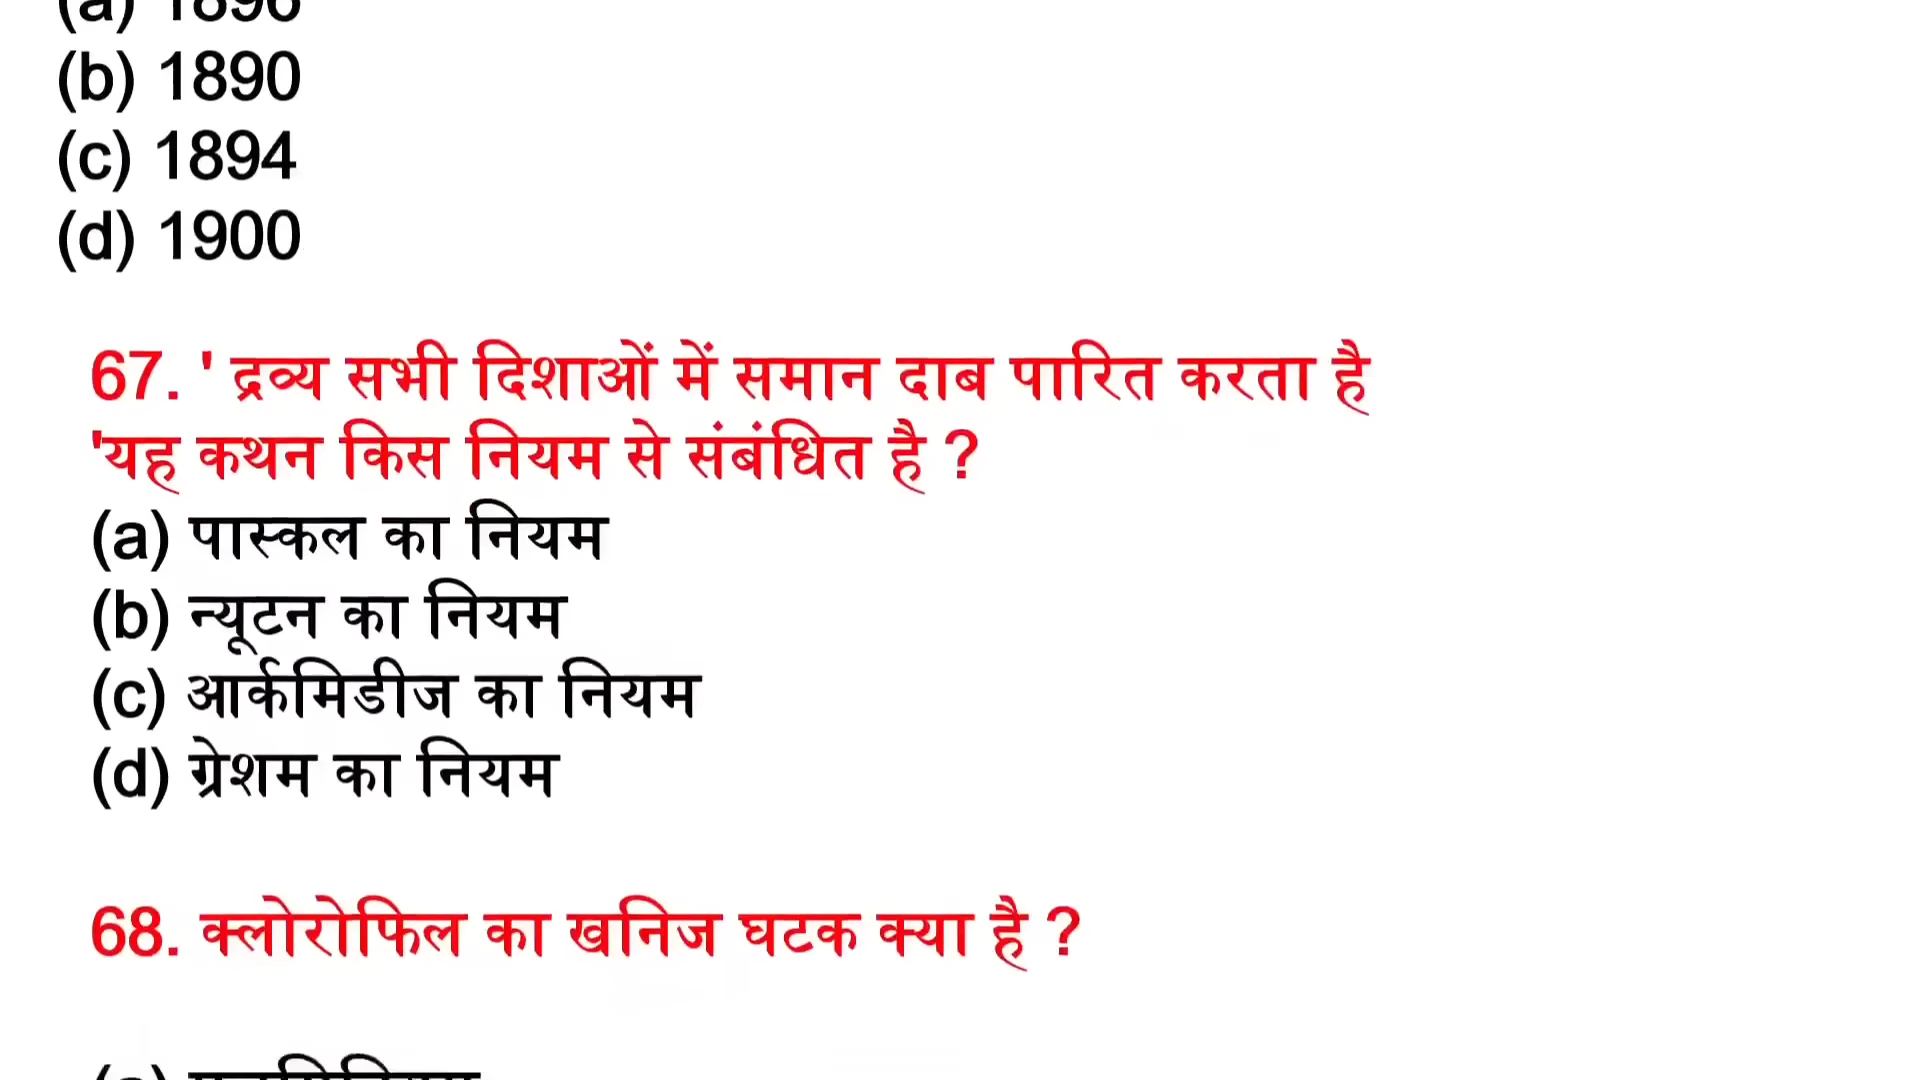 (a) 1896
(b) 1890
(c) 1894
(d) 1900
67. ' द्रव्य सभी दिशाओं में समान दाब पारित करता है
'यह कथन किस नियम से संबंधित है ?
(a) पास्कल का नियम
(b) न्यूटन का नियम
(c) आर्कमिडीज का नियम
(d) ग्रेशम का नियम
68. क्लोरोफिल का खनिज घटक क्या है ?